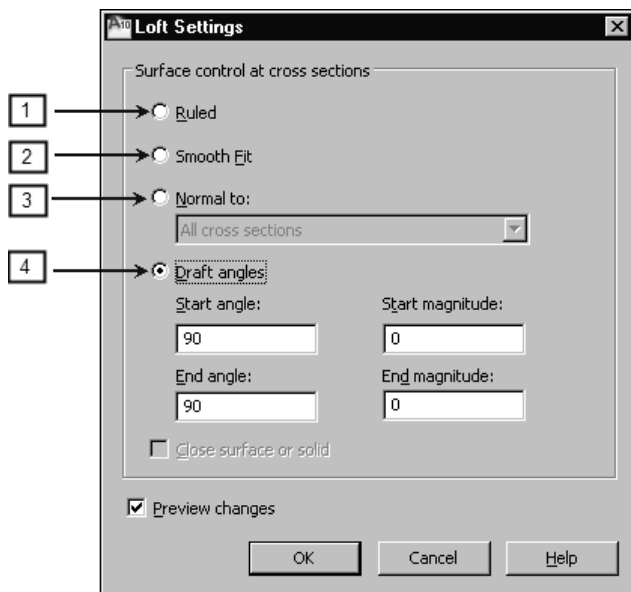 A10 Loft Settings
Surface control at cross sections
1 Ruled
2 Smooth Fit
3 Normal to:
All cross sections
4 Draft angles
Start angle: Start magnitude:
90 0
End angle: End magnitude:
90 0
Close surface or solid
Preview changes
OK Cancel Help